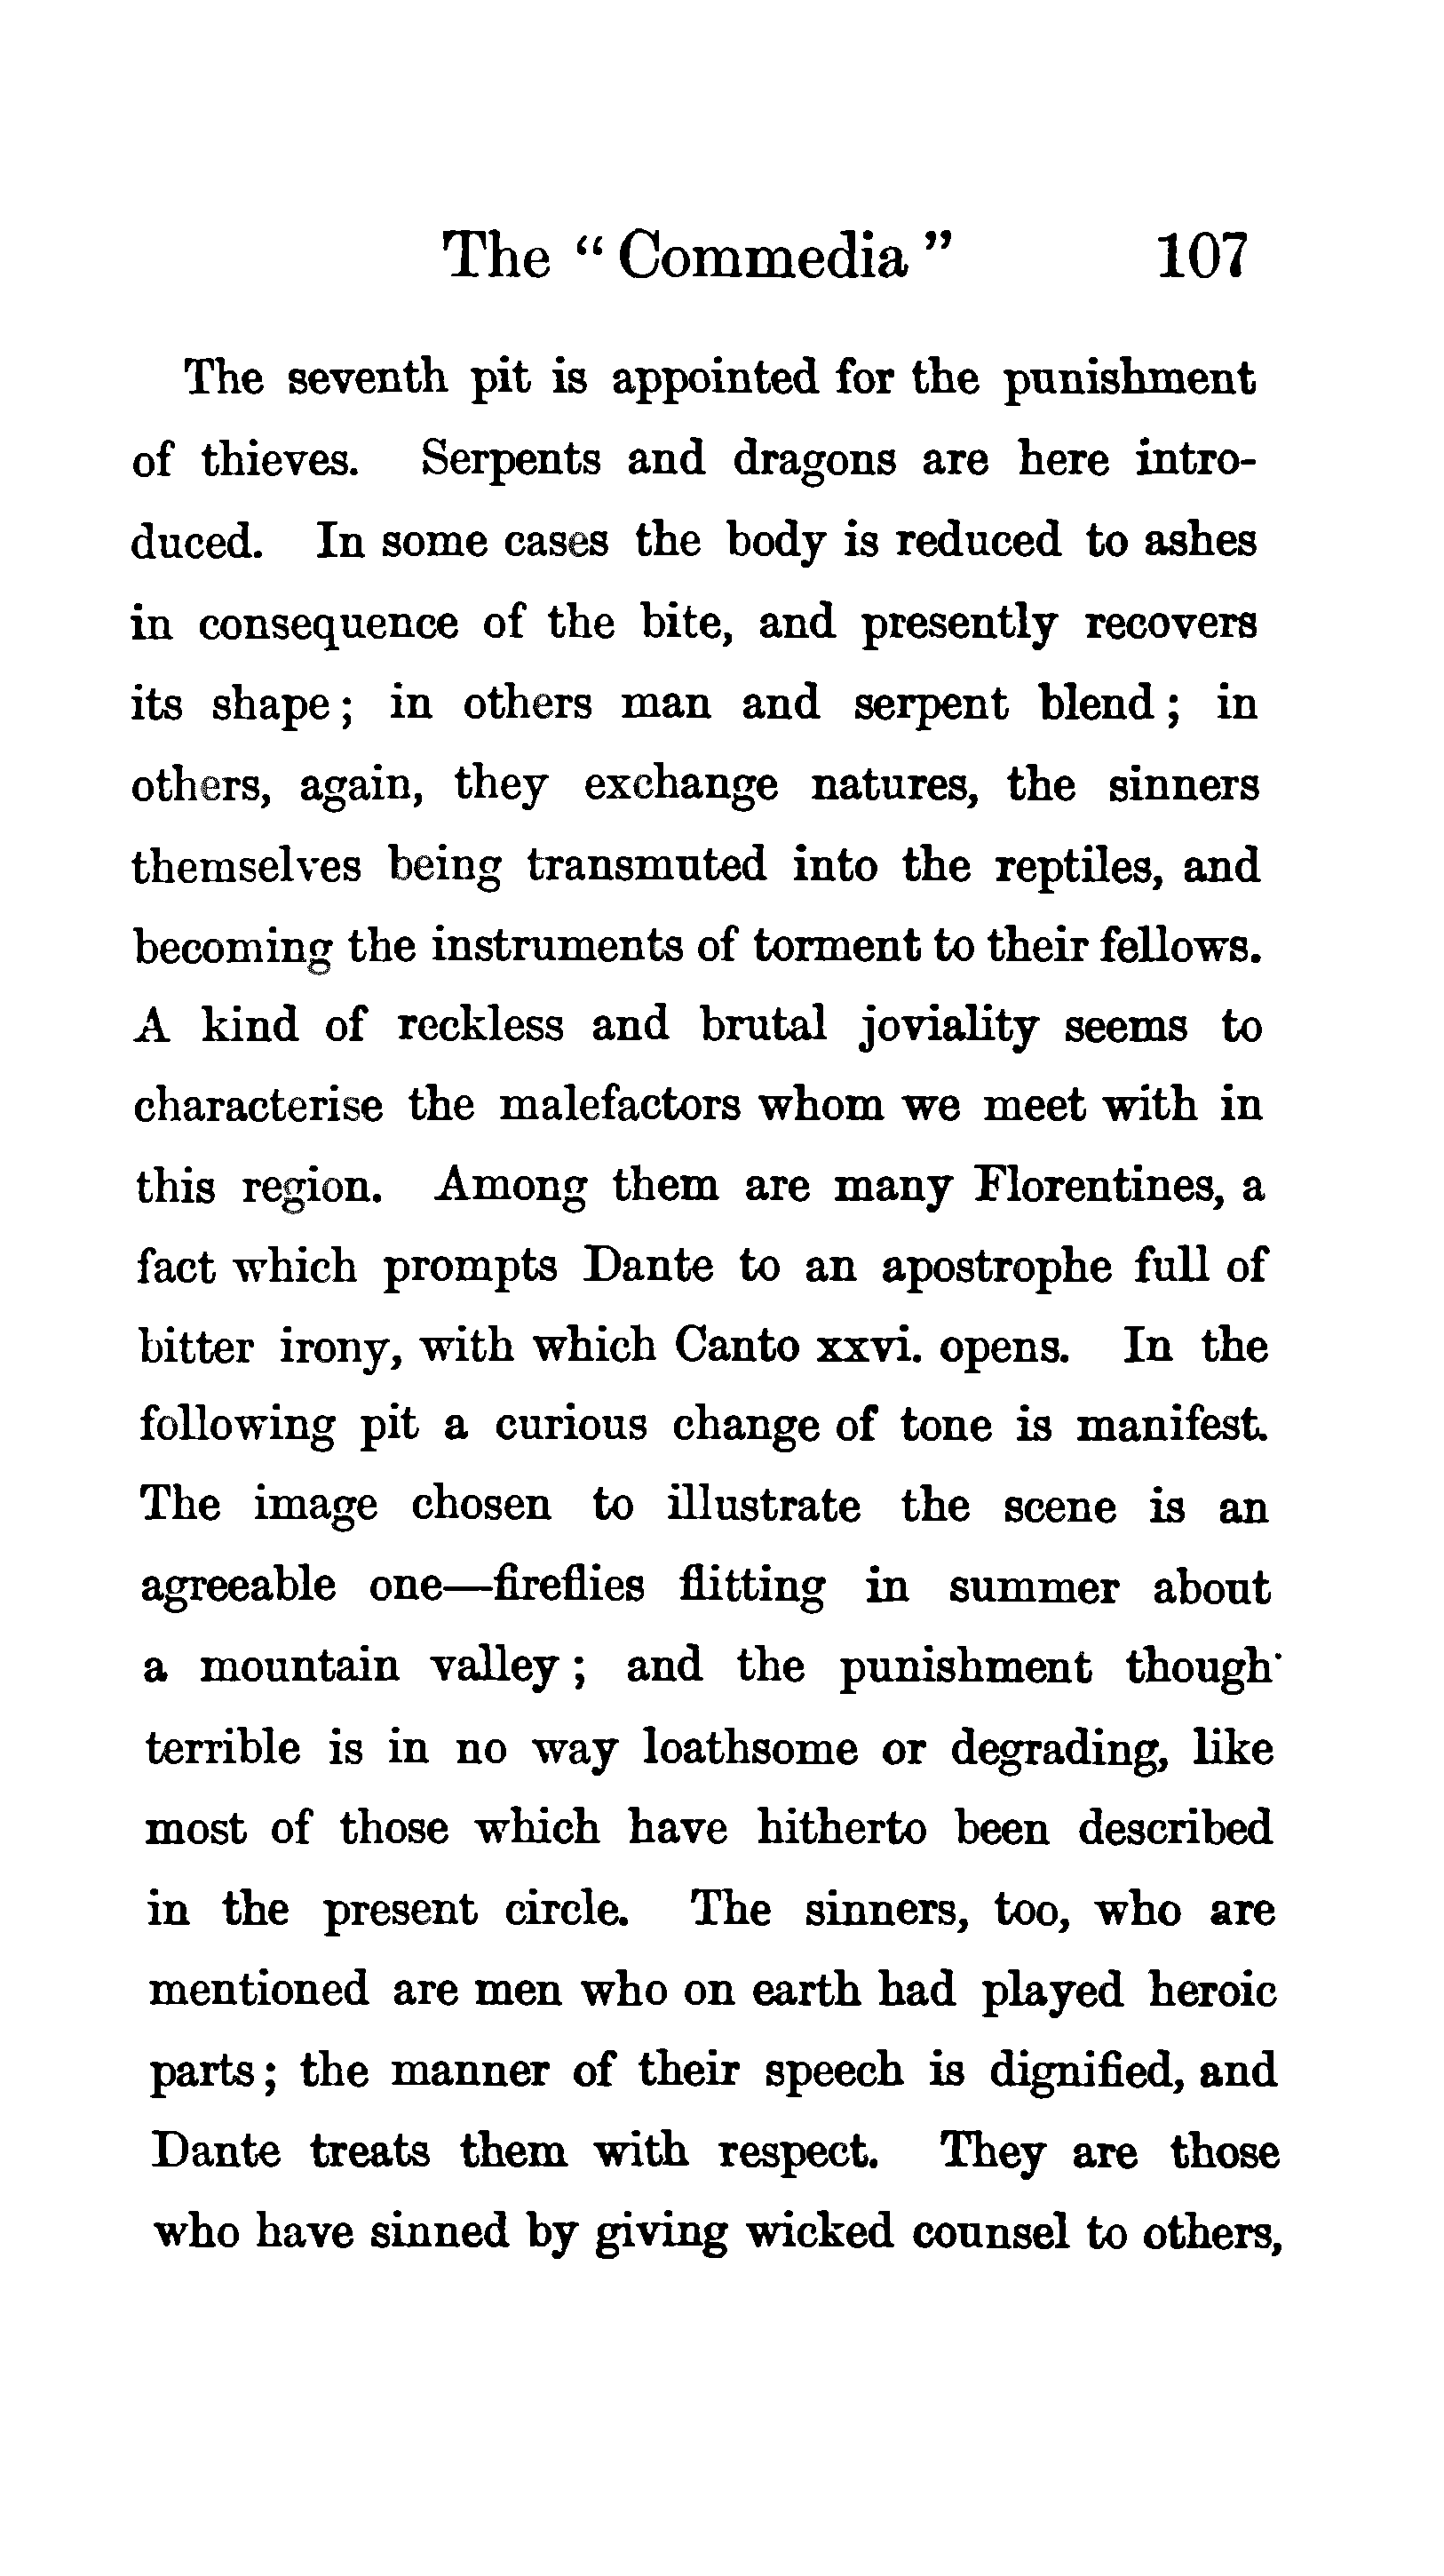 The “ Commedia ” 107
The seventh pit is appointed for the punishment
of thieves. Serpents and dragons are here intro-
duced. In some cases the body is reduced to ashes
in consequence of the bite, and presently recovers
its shape ; in others man and serpent blend ; in
others, again, they exchange natures, the sinners
themselves being transmuted into the reptiles, and
becoming the instruments of torment to their fellows.
A kind of reckless and brutal joviality seems to
characterise the malefactors whom we meet with in
this region. Among them are many Florentines, a
fact which prompts Dante to an apostrophe full of
bitter irony, with which Canto xxvi. opens. In the
following pit a curious change of tone is manifest.
The image chosen to illustrate the scene is an
agreeable one—fireflies flitting in summer about
a mountain valley ; and the punishment though
terrible is in no way loathsome or degrading, like
most of those which have hitherto been described
in the present circle. The sinners, too, who are
mentioned are men who on earth had played heroic
parts ; the manner of their speech is dignified, and
Dante treats them with respect. They are those
who have sinned by giving wicked counsel to others,